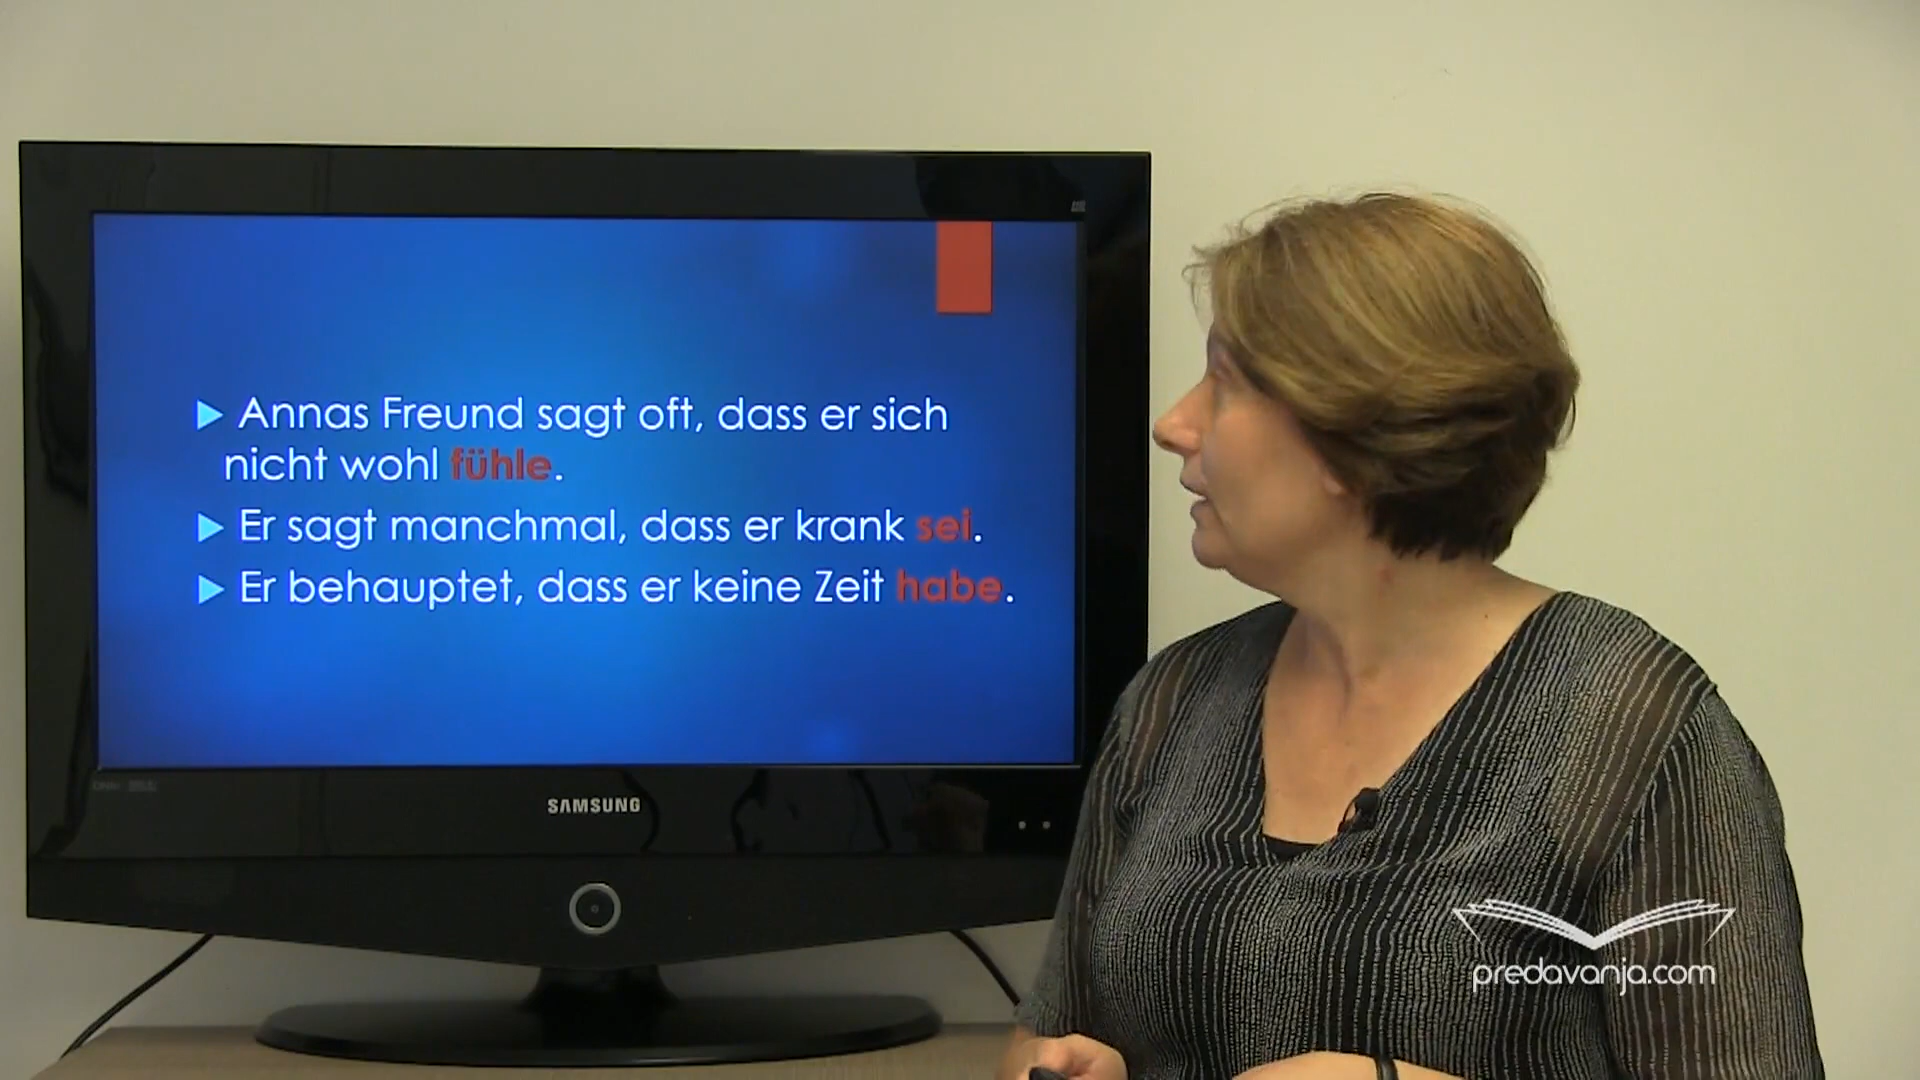 Annas Freund sagt oft, dass er sich
nicht wohl fühle.
Er sagt manchmal, dass er krank sei.
Er behauptet, dass er keine Zeit habe.
SAMSUNG
predavanja.com